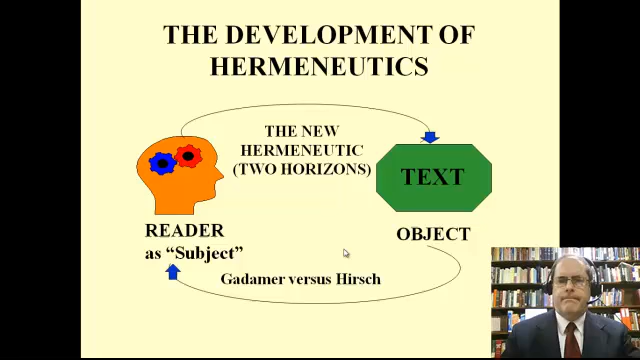 THE DEVELOPMENT OF
HERMENEUTICS
THE NEW
HERMENEUTIC
(TWO HORIZONS)
TEXT
READER
as “Subject”
OBJECT
Gadamer versus Hirsch